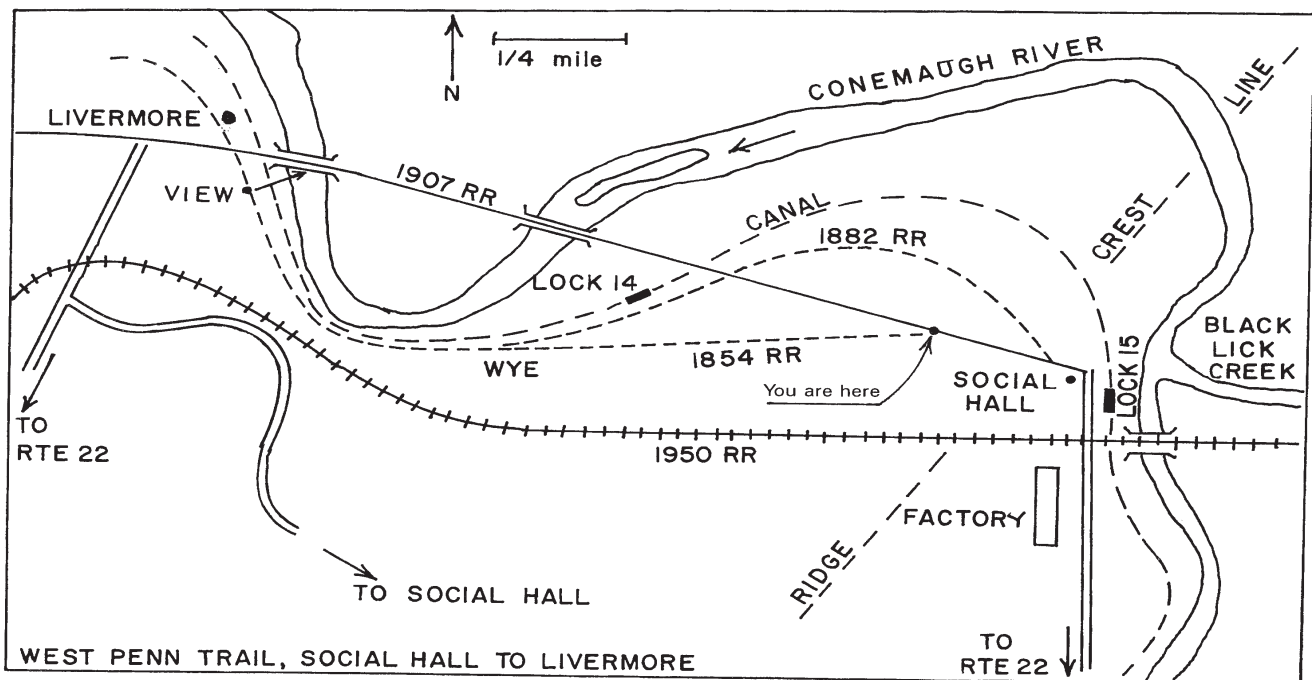 N
1/4 mile
CONEMAUGH RIVER
LINE
LIVERMORE
VIEW
1907 RR
CANAL
CREST
1882 RR
LOCK 14
BLACK
LICK
CREEK
LOCK 15
WYE
1854 RR
You are here
SOCIAL
HALL
TO
RTE 22
1950 RR
FACTORY
RIDGE
TO SOCIAL HALL
TO
RTE 22
WEST PENN TRAIL, SOCIAL HALL TO LIVERMORE